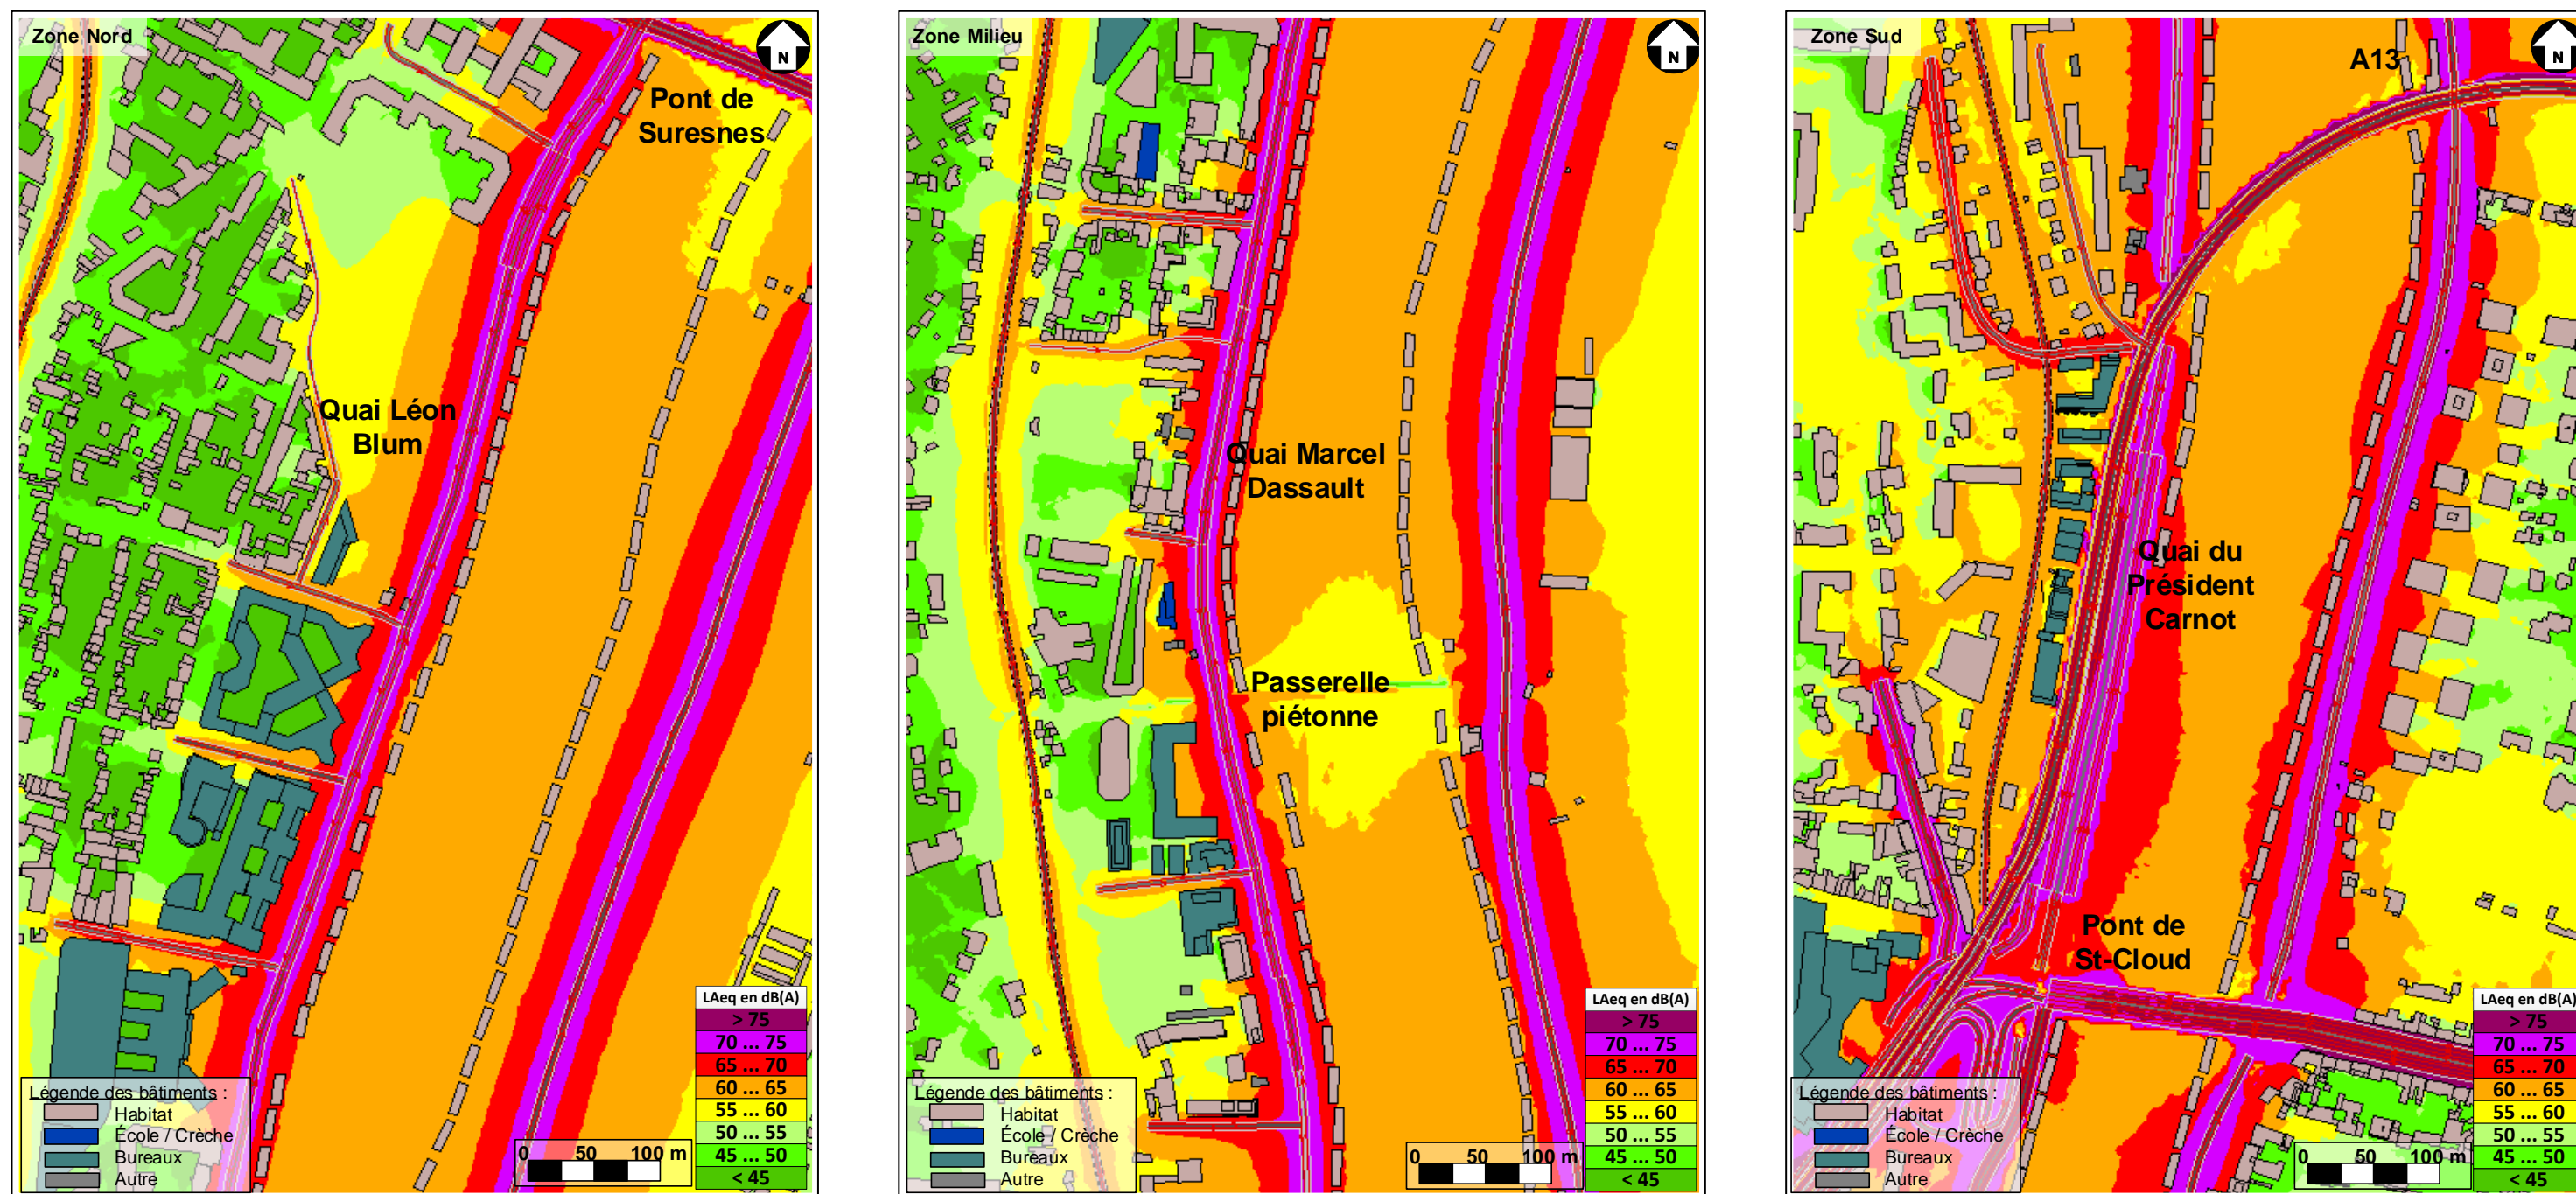 Zone Nord
N
Pont de
Suresnes
Quai Léon
Blum
LAeq en dB(A)
> 75
70 ... 75
65 ... 70
60 ... 65
55 ... 60
50 ... 55
45 ... 50
< 45
Légende des bâtiments :
Habitat
École / Crèche
Bureaux
Autre
0 50 100 m
Zone Milieu
N
Quai Marcel
Dassault
Passerelle
piétonne
LAeq en dB(A)
> 75
70 ... 75
65 ... 70
60 ... 65
55 ... 60
50 ... 55
45 ... 50
< 45
Légende des bâtiments :
Habitat
École / Crèche
Bureaux
Autre
0 50 100 m
Zone Sud
N
A13
Quai du
Président
Carnot
Pont de
St-Cloud
LAeq en dB(A)
> 75
70 ... 75
65 ... 70
60 ... 65
55 ... 60
50 ... 55
45 ... 50
< 45
Légende des bâtiments :
Habitat
École / Crèche
Bureaux
Autre
0 50 100 m